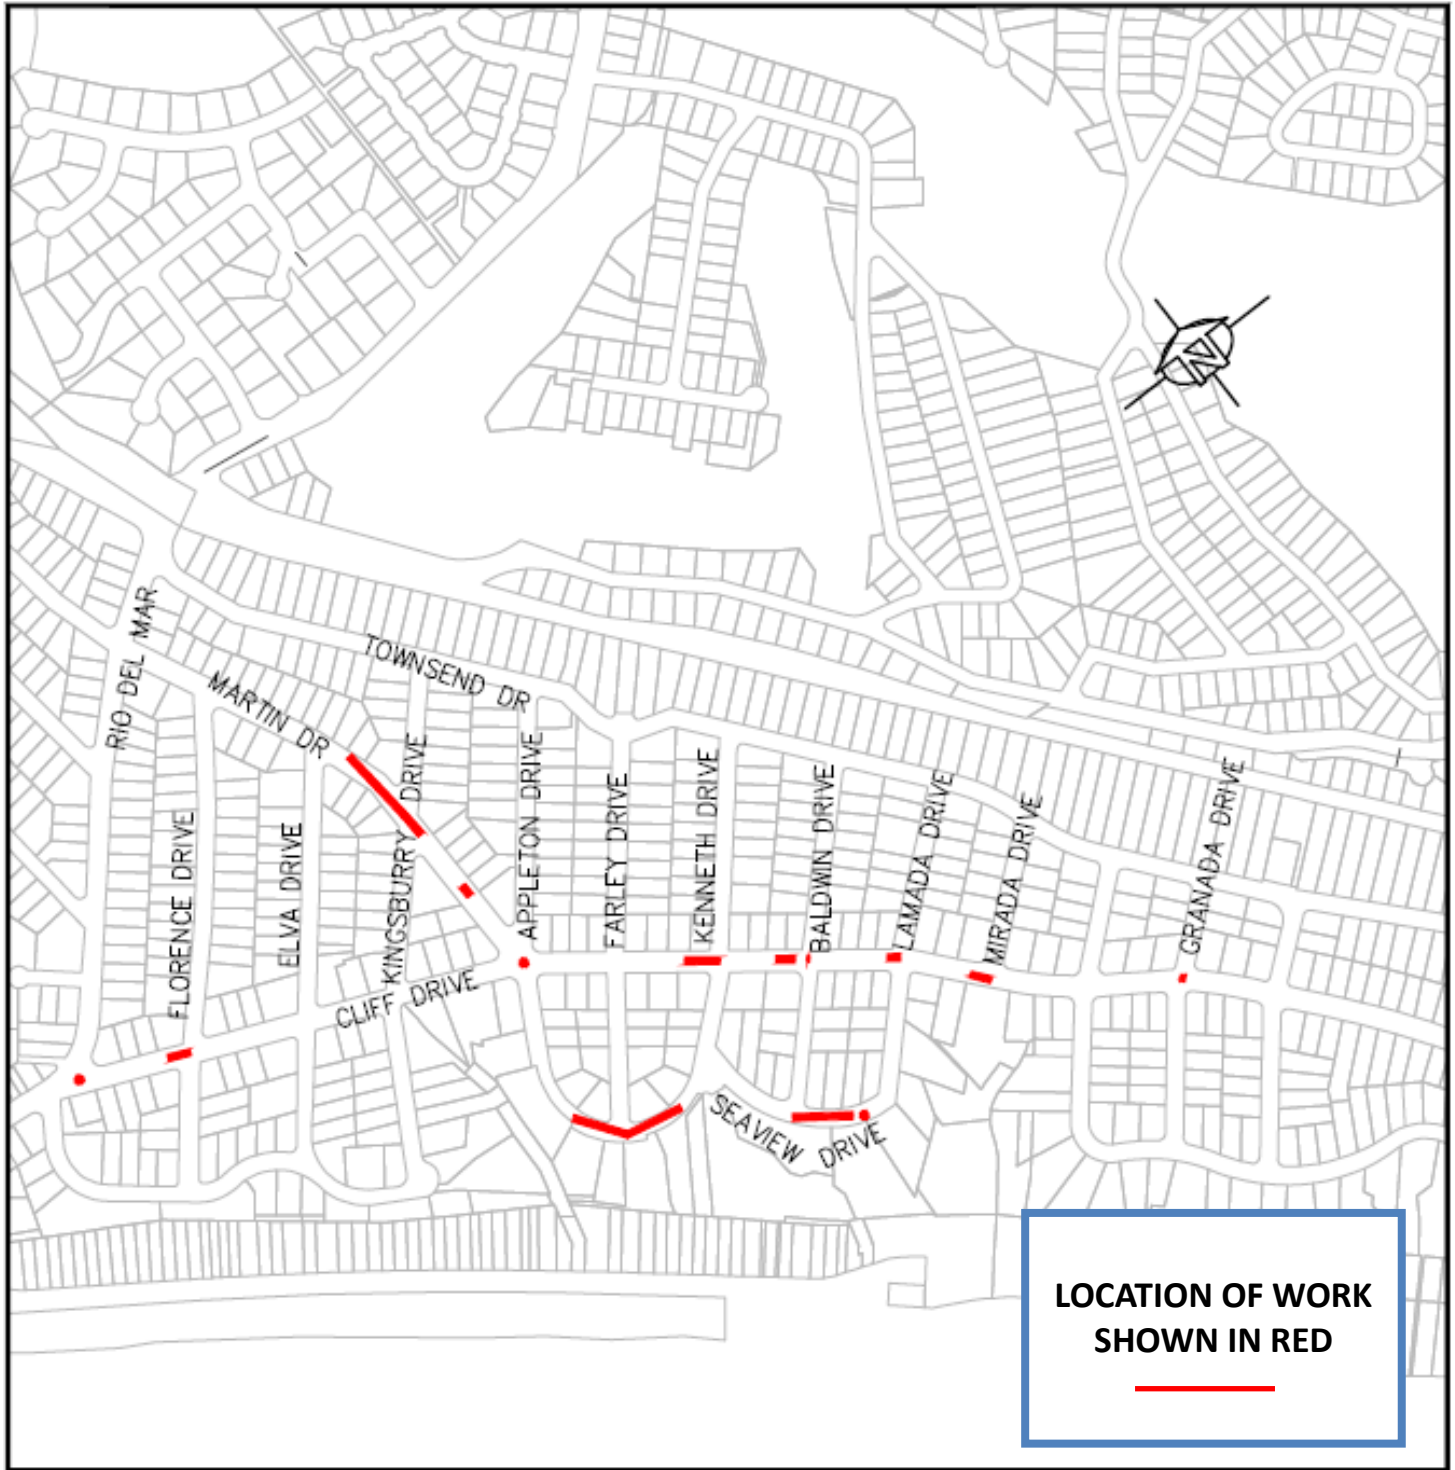 RIO DEL MAR
TOWNSEND DR
MARTIN DR
FLORENCE DRIVE
ELVA DRIVE
KINGSBURRY DRIVE
APPLETON DRIVE
FARLEY DRIVE
KENNETH DRIVE
BALDWIN DRIVE
LAMADA DRIVE
MIRADA DRIVE
GRANADA DRIVE
CLIFF DRIVE
SEAVIEW DRIVE
N
LOCATION OF WORK
SHOWN IN RED